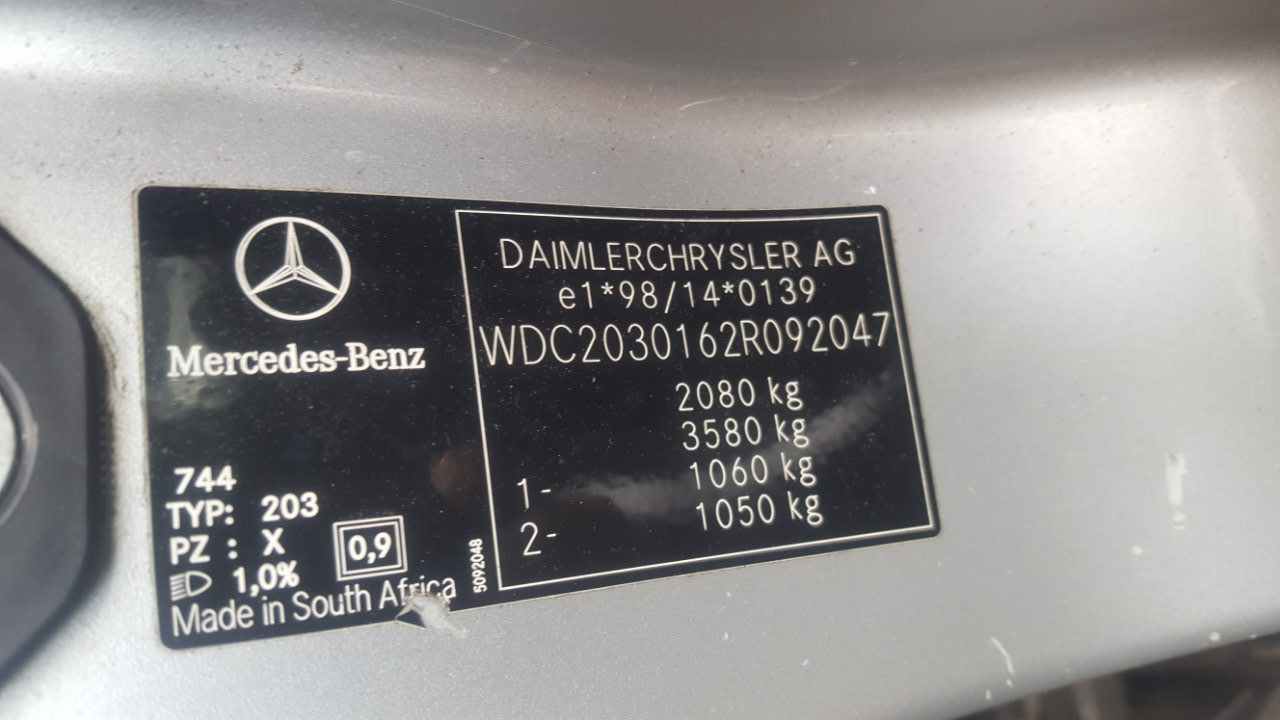 Mercedes-Benz
744
TYP: 203
PZ : X
1,0%
0,9
Made in South Africa
5092048
DAIMLERCHRYSLER AG
e1*98/14*0139
WDC2030162R092047
2080 kg
3580 kg
1- 1060 kg
2- 1050 kg